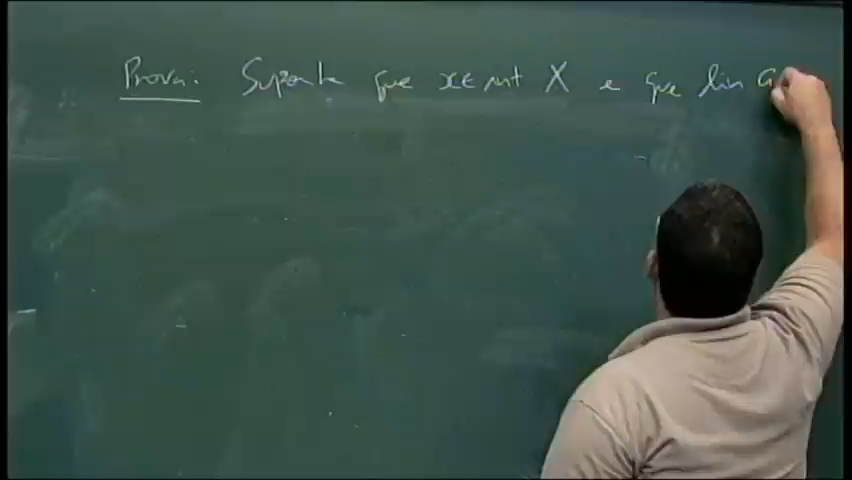 Prova: Suponha que x ∈ int X e que lim a